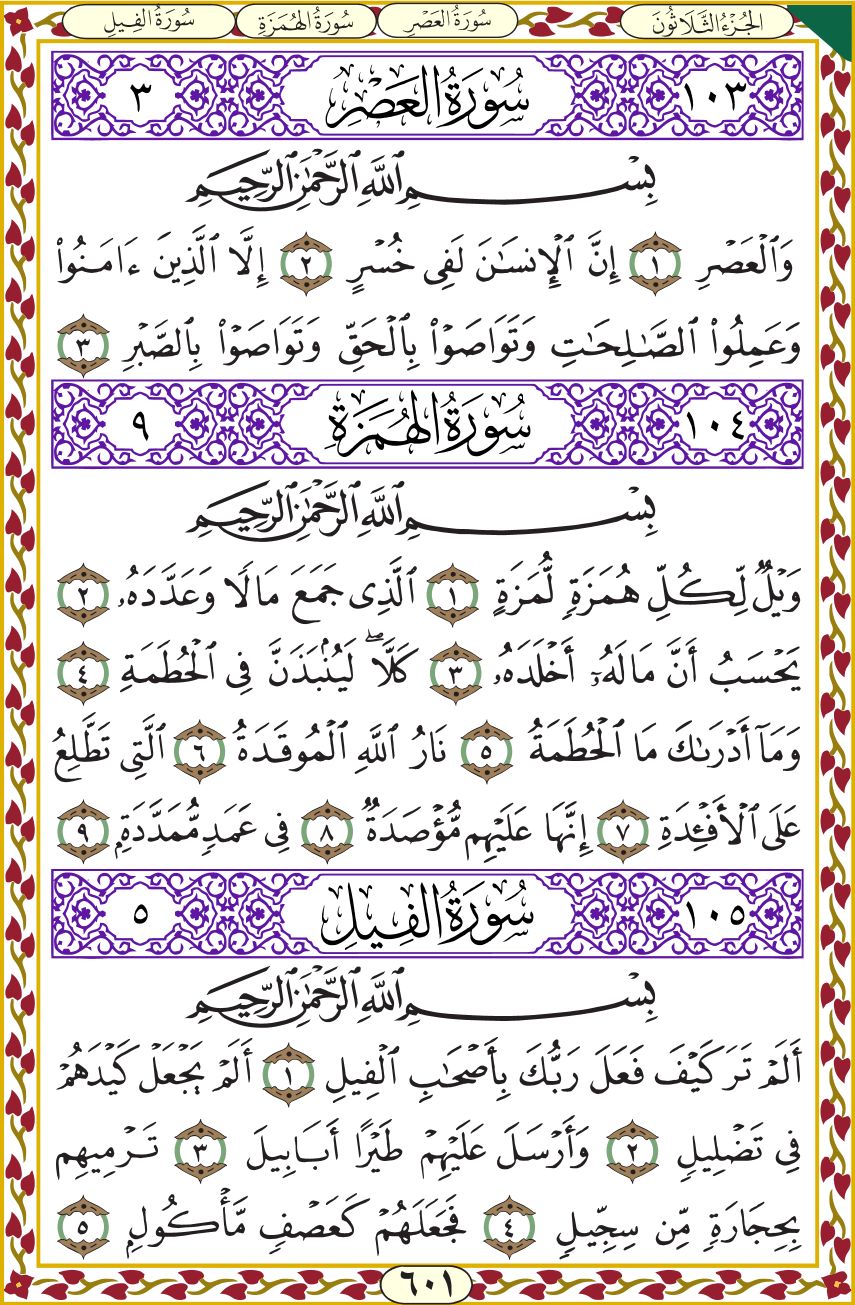 الجُزْءُ الثَّلَاثُونَ سُورَةُ العَصْرِ سُورَةُ الهُمَزَةِ سُورَةُ الفِيلِ
١٠٣ سُورَةُ العَصْرِ ٣
بِسْمِ ٱللَّهِ ٱلرَّحْمَٰنِ ٱلرَّحِيمِ
وَٱلْعَصْرِ ١ إِنَّ ٱلْإِنسَٰنَ لَفِى خُسْرٍ ٢ إِلَّا ٱلَّذِينَ ءَامَنُوا۟
وَعَمِلُوا۟ ٱلصَّٰلِحَٰتِ وَتَوَاصَوْا۟ بِٱلْحَقِّ وَتَوَاصَوْا۟ بِٱلصَّبْرِ ٣
١٠٤ سُورَةُ الهُمَزَةِ ٩
بِسْمِ ٱللَّهِ ٱلرَّحْمَٰنِ ٱلرَّحِيمِ
وَيْلٌ لِّكُلِّ هُمَزَةٍ لُّمَزَةٍ ١ ٱلَّذِى جَمَعَ مَالًا وَعَدَّدَهُۥ ٢
يَحْسَبُ أَنَّ مَالَهُۥٓ أَخْلَدَهُۥ ٣ كَلَّا ۖ لَيُنۢبَذَنَّ فِى ٱلْحُطَمَةِ ٤
وَمَآ أَدْرَىٰكَ مَا ٱلْحُطَمَةُ ٥ نَارُ ٱللَّهِ ٱلْمُوقَدَةُ ٦ ٱلَّتِى تَطَّلِعُ
عَلَى ٱلْأَفْـِٔدَةِ ٧ إِنَّهَا عَلَيْهِم مُّؤْصَدَةٌ ٨ فِى عَمَدٍ مُّمَدَّدَةٍۭ ٩
١٠٥ سُورَةُ الفِيلِ ٥
بِسْمِ ٱللَّهِ ٱلرَّحْمَٰنِ ٱلرَّحِيمِ
أَلَمْ تَرَ كَيْفَ فَعَلَ رَبُّكَ بِأَصْحَٰبِ ٱلْفِيلِ ١ أَلَمْ يَجْعَلْ كَيْدَهُمْ
فِى تَضْلِيلٍ ٢ وَأَرْسَلَ عَلَيْهِمْ طَيْرًا أَبَابِيلَ ٣ تَرْمِيهِم
بِحِجَارَةٍ مِّن سِجِّيلٍ ٤ فَجَعَلَهُمْ كَعَصْفٍ مَّأْكُولٍۭ ٥
٦٠١